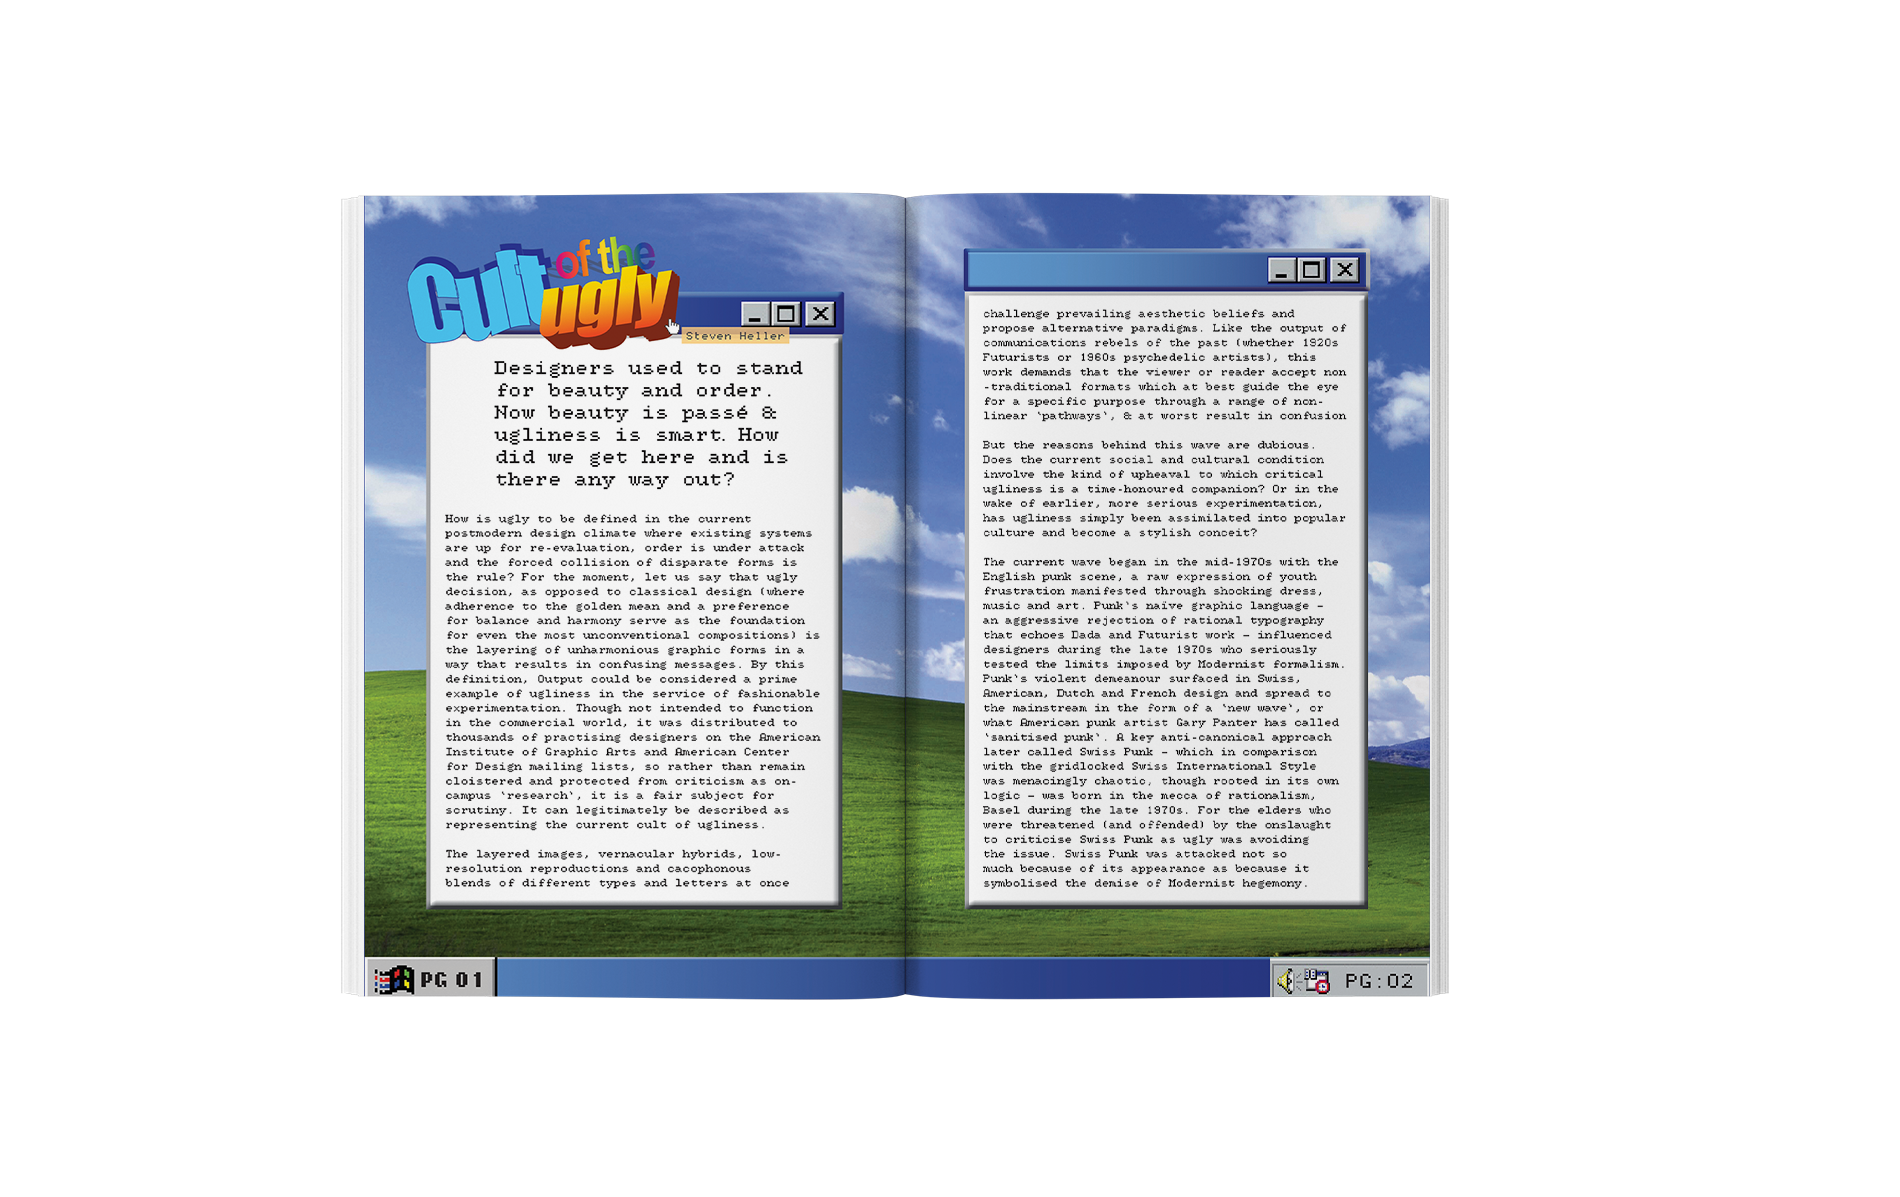 Cult of the
ugly
Steven Heller
Designers used to stand
for beauty and order.
Now beauty is passé &
ugliness is smart. How
did we get here and is
there any way out?
How is ugly to be defined in the current
postmodern design climate where existing systems
are up for re-evaluation, order is under attack
and the forced collision of disparate forms is
the rule? For the moment, let us say that ugly
decision, as opposed to classical design (where
adherence to the golden mean and a preference
for balance and harmony serve as the foundation
for even the most unconventional compositions) is
the layering of unharmonious graphic forms in a
way that results in confusing messages. By this
definition, Output could be considered a prime
example of ugliness in the service of fashionable
experimentation. Though not intended to function
in the commercial world, it was distributed to
thousands of practising designers on the American
Institute of Graphic Arts and American Center
for Design mailing lists, so rather than remain
cloistered and protected from criticism as on-
campus ‘research‘, it is a fair subject for
scrutiny. It can legitimately be described as
representing the current cult of ugliness.
The layered images, vernacular hybrids, low-
resolution reproductions and cacophonous
blends of different types and letters at once
PG 01
challenge prevailing aesthetic beliefs and
propose alternative paradigms. Like the output of
communications rebels of the past (whether 1920s
Futurists or 1960s psychedelic artists), this
work demands that the viewer or reader accept non
-traditional formats which at best guide the eye
for a specific purpose through a range of non-
linear ‘pathways‘, & at worst result in confusion
But the reasons behind this wave are dubious.
Does the current social and cultural condition
involve the kind of upheaval to which critical
ugliness is a time-honoured companion? Or in the
wake of earlier, more serious experimentation,
has ugliness simply been assimilated into popular
culture and become a stylish conceit?
The current wave began in the mid-1970s with the
English punk scene, a raw expression of youth
frustration manifested through shocking dress,
music and art. Punk‘s naïve graphic language –
an aggressive rejection of rational typography
that echoes Dada and Futurist work – influenced
designers during the late 1970s who seriously
tested the limits imposed by Modernist formalism.
Punk‘s violent demeanour surfaced in Swiss,
American, Dutch and French design and spread to
the mainstream in the form of a ‘new wave‘, or
what American punk artist Gary Panter has called
‘sanitised punk‘. A key anti-canonical approach
later called Swiss Punk – which in comparison
with the gridlocked Swiss International Style
was menacingly chaotic, though rooted in its own
logic – was born in the mecca of rationalism,
Basel during the late 1970s. For the elders who
were threatened (and offended) by the onslaught
to criticise Swiss Punk as ugly was avoiding
the issue. Swiss Punk was attacked not so
much because of its appearance as because it
symbolised the demise of Modernist hegemony.
PG:02